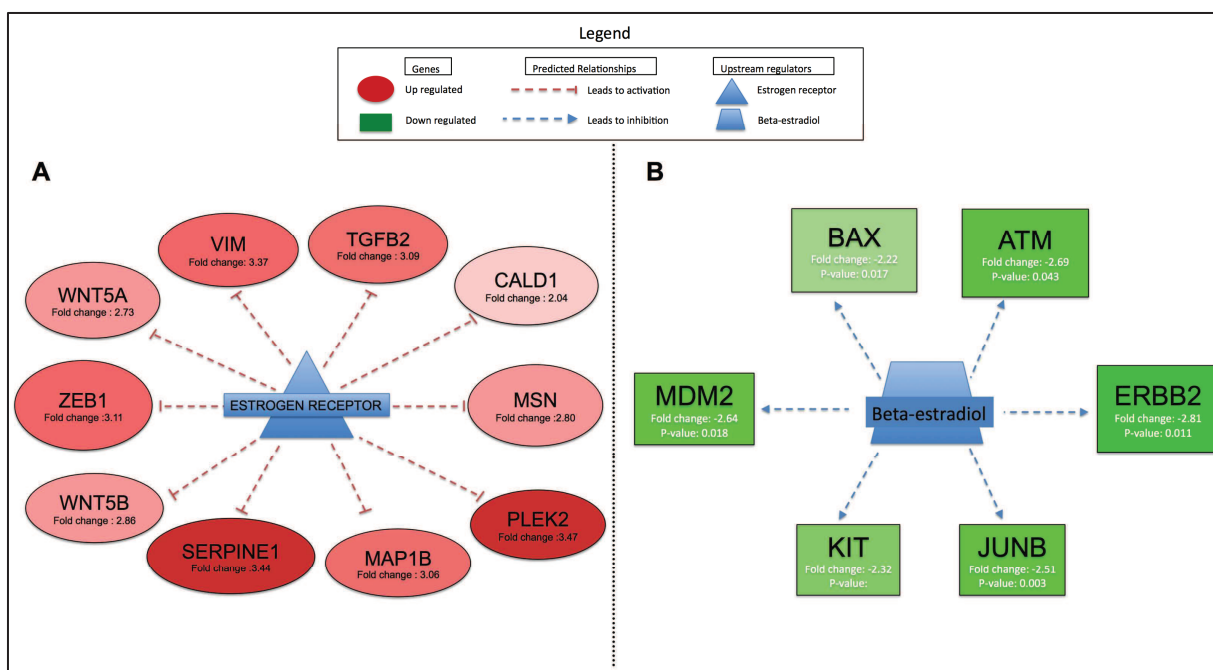 Legend
Genes
Predicted Relationships
Upstream regulators
Up regulated
Leads to activation
Estrogen receptor
Down regulated
Leads to inhibition
Beta-estradiol
A
VIM
Fold change: 3.37
TGFB2
Fold change : 3.09
CALD1
Fold change : 2.04
WNT5A
Fold change : 2.73
ZEB1
Fold change : 3.11
ESTROGEN RECEPTOR
MSN
Fold change :2.80
WNT5B
Fold change : 2.86
SERPINE1
Fold change :3.44
MAP1B
Fold change : 3.06
PLEK2
Fold change :3.47
B
BAX
Fold change: -2,22
P-value: 0.017
ATM
Fold change: -2.69
P-value: 0.043
MDM2
Fold change: -2.64
P-value: 0.018
Beta-estradiol
ERBB2
Fold change: -2.81
P-value: 0.011
KIT
Fold change: -2.32
P-value:
JUNB
Fold change: -2.51
P-value: 0.003